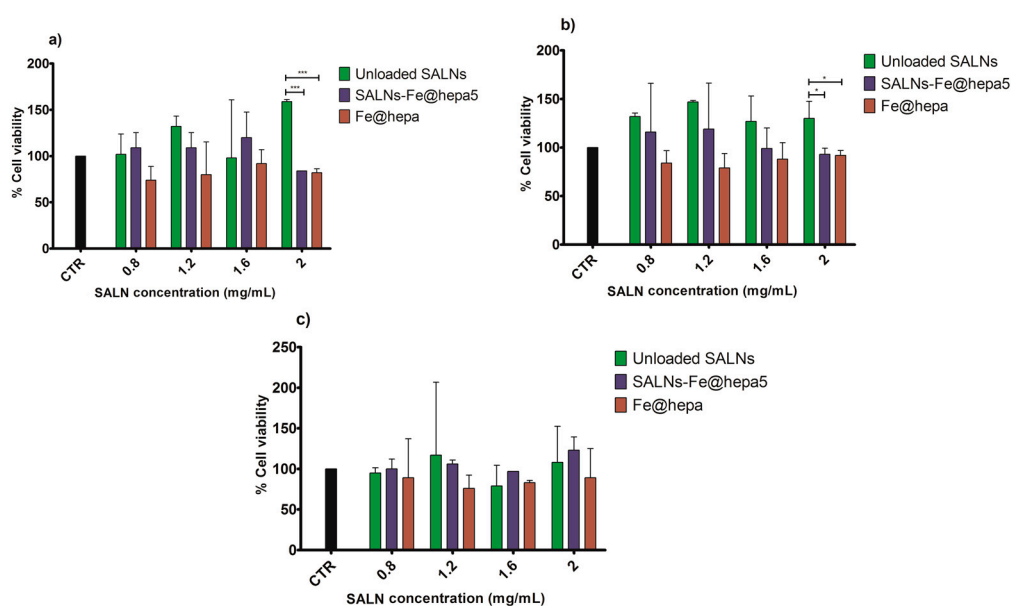 a)
200
150
100
50
0
% Cell viability
CTR
0.8
1.2
1.6
2
SALN concentration (mg/mL)
***
***
Unloaded SALNs
SALNs-Fe@hepa5
Fe@hepa
b)
200
150
100
50
0
% Cell viability
CTR
0.8
1.2
1.6
2
SALN concentration (mg/mL)
*
*
Unloaded SALNs
SALNs-Fe@hepa5
Fe@hepa
c)
250
200
150
100
50
0
% Cell viability
CTR
0.8
1.2
1.6
2
SALN concentration (mg/mL)
Unloaded SALNs
SALNs-Fe@hepa5
Fe@hepa